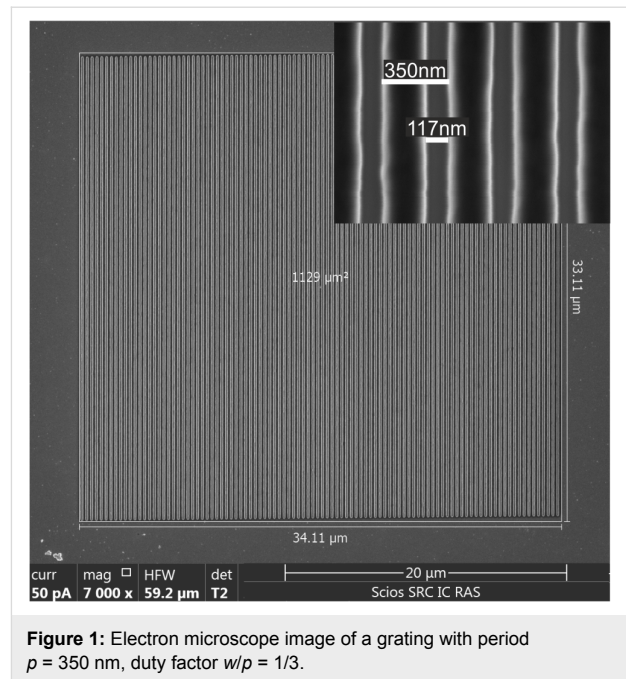 350nm
117nm
1129 µm²
33.11 µm
34.11 µm
curr mag HFW det 20 µm
50 pA 7 000 x 59.2 µm T2 Scios SRC IC RAS
Figure 1: Electron microscope image of a grating with period
p = 350 nm, duty factor w/p = 1/3.